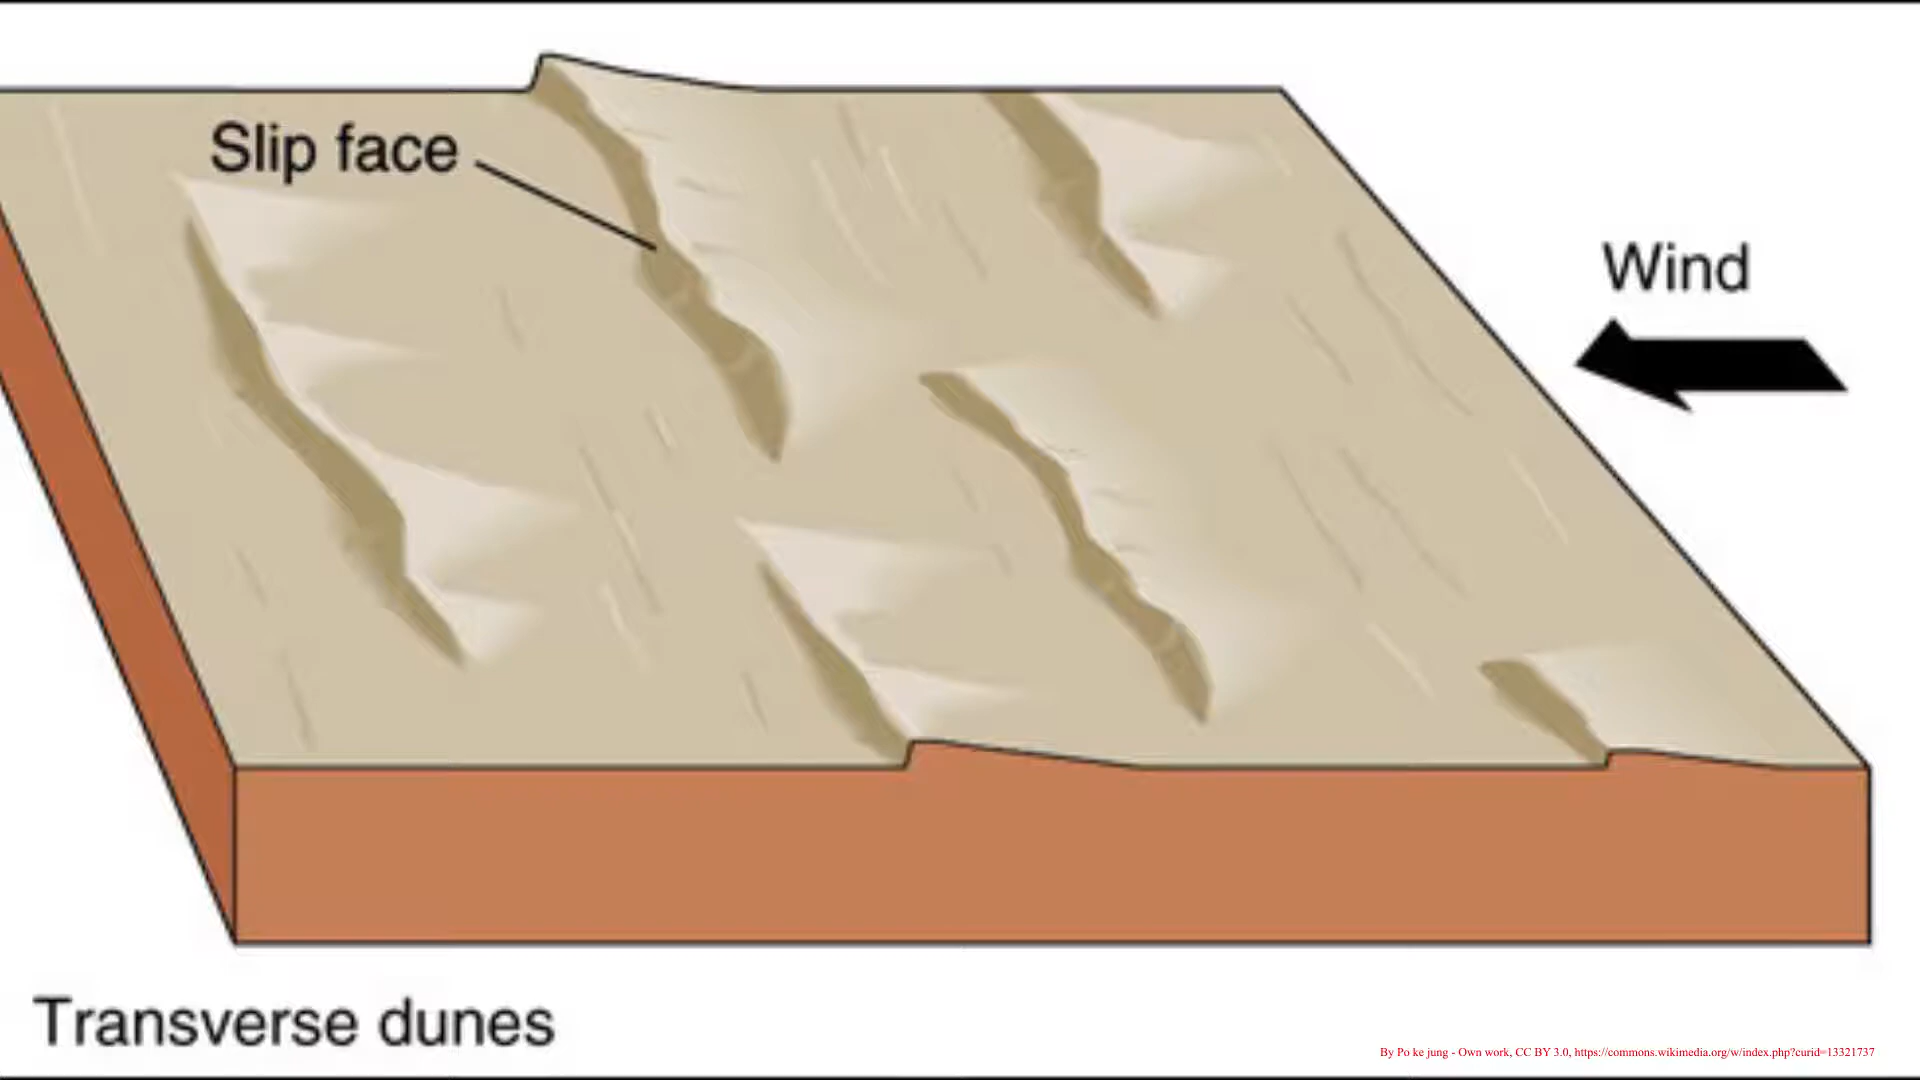 Slip face
Wind
Transverse dunes
By Po ke jung - Own work, CC BY 3.0, https://commons.wikimedia.org/w/index.php?curid=13321737